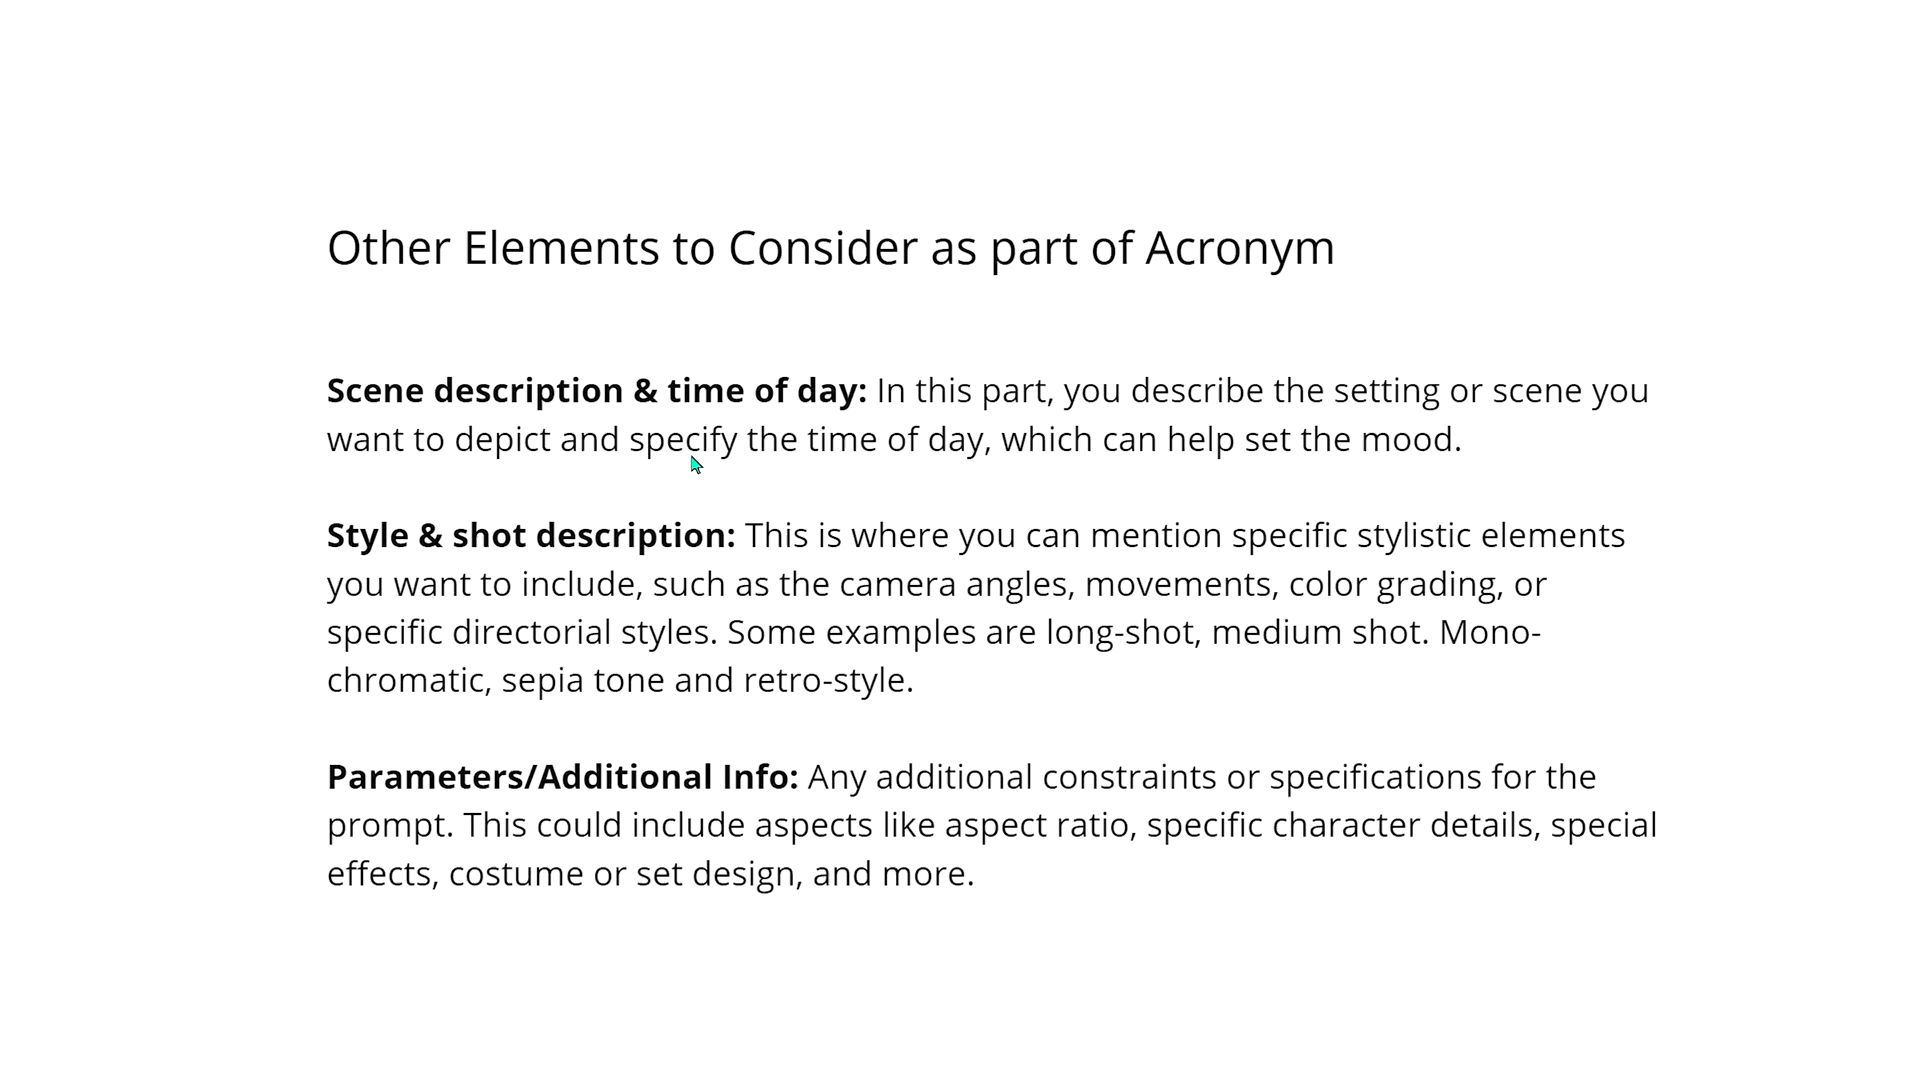 Other Elements to Consider as part of Acronym
Scene description & time of day: In this part, you describe the setting or scene you
want to depict and specify the time of day, which can help set the mood.
Style & shot description: This is where you can mention specific stylistic elements
you want to include, such as the camera angles, movements, color grading, or
specific directorial styles. Some examples are long-shot, medium shot. Mono-
chromatic, sepia tone and retro-style.
Parameters/Additional Info: Any additional constraints or specifications for the
prompt. This could include aspects like aspect ratio, specific character details, special
effects, costume or set design, and more.